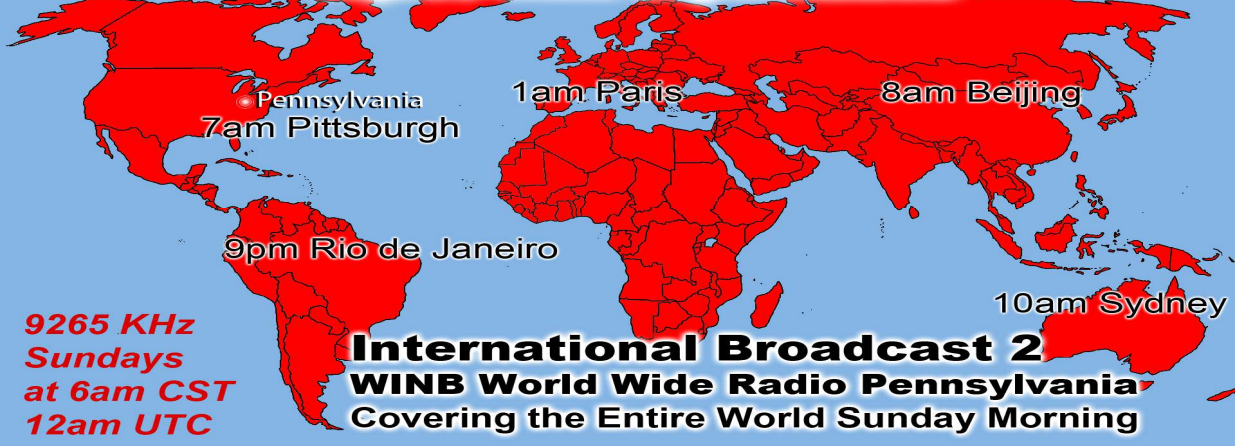 1am Paris
8am Beijing
Pennsylvania
7am Pittsburgh
9pm Rio de Janeiro
10am Sydney
9265 KHz
Sundays
at 6am CST
12am UTC
International Broadcast 2
WINB World Wide Radio Pennsylvania
Covering the Entire World Sunday Morning